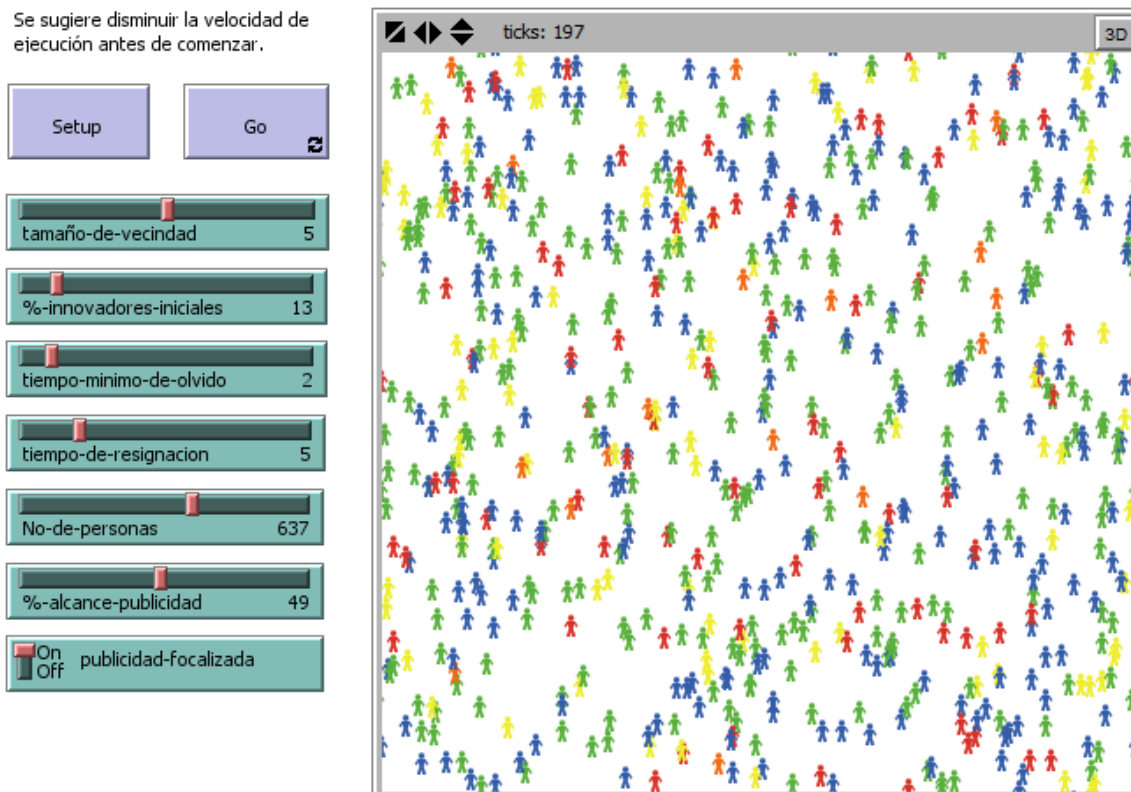 Se sugiere disminuir la velocidad de
ejecución antes de comenzar.
ticks: 197
3D
Setup
Go
tamaño-de-vecindad 5
%-innovadores-iniciales 13
tiempo-minimo-de-olvido 2
tiempo-de-resignacion 5
No-de-personas 637
%-alcance-publicidad 49
On
Off
publicidad-focalizada